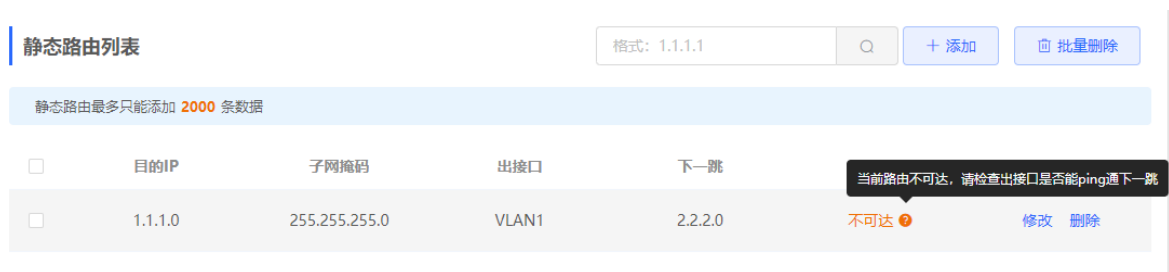 静态路由列表 格式：1.1.1.1 添加 批量删除
静态路由最多只能添加 2000 条数据
目的IP 子网掩码 出接口 下一跳
当前路由不可达，请检查出接口是否能ping通下一跳
1.1.1.0 255.255.255.0 VLAN1 2.2.2.0 不可达 修改 删除